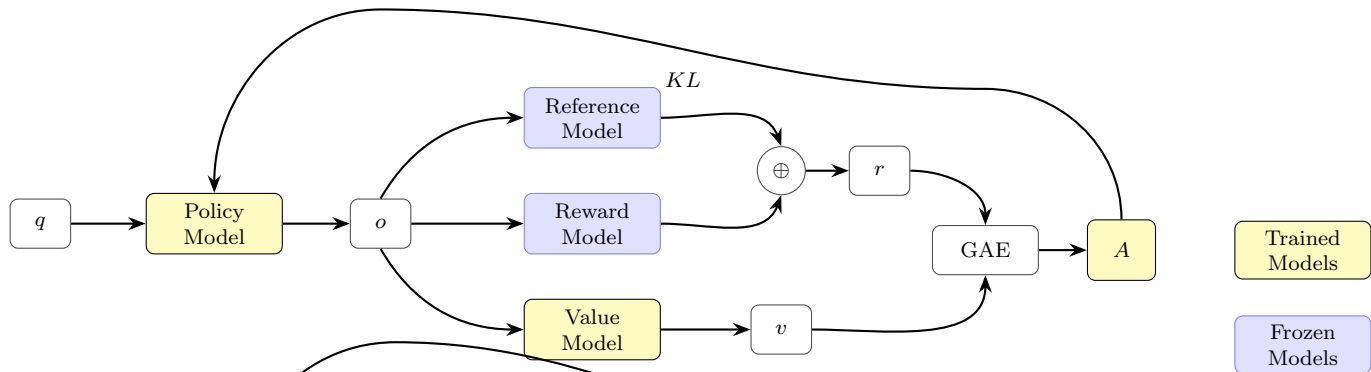 KL
Reference
Model
⊕
r
q
Policy
Model
o
Reward
Model
GAE
A
Trained
Models
Value
Model
v
Frozen
Models